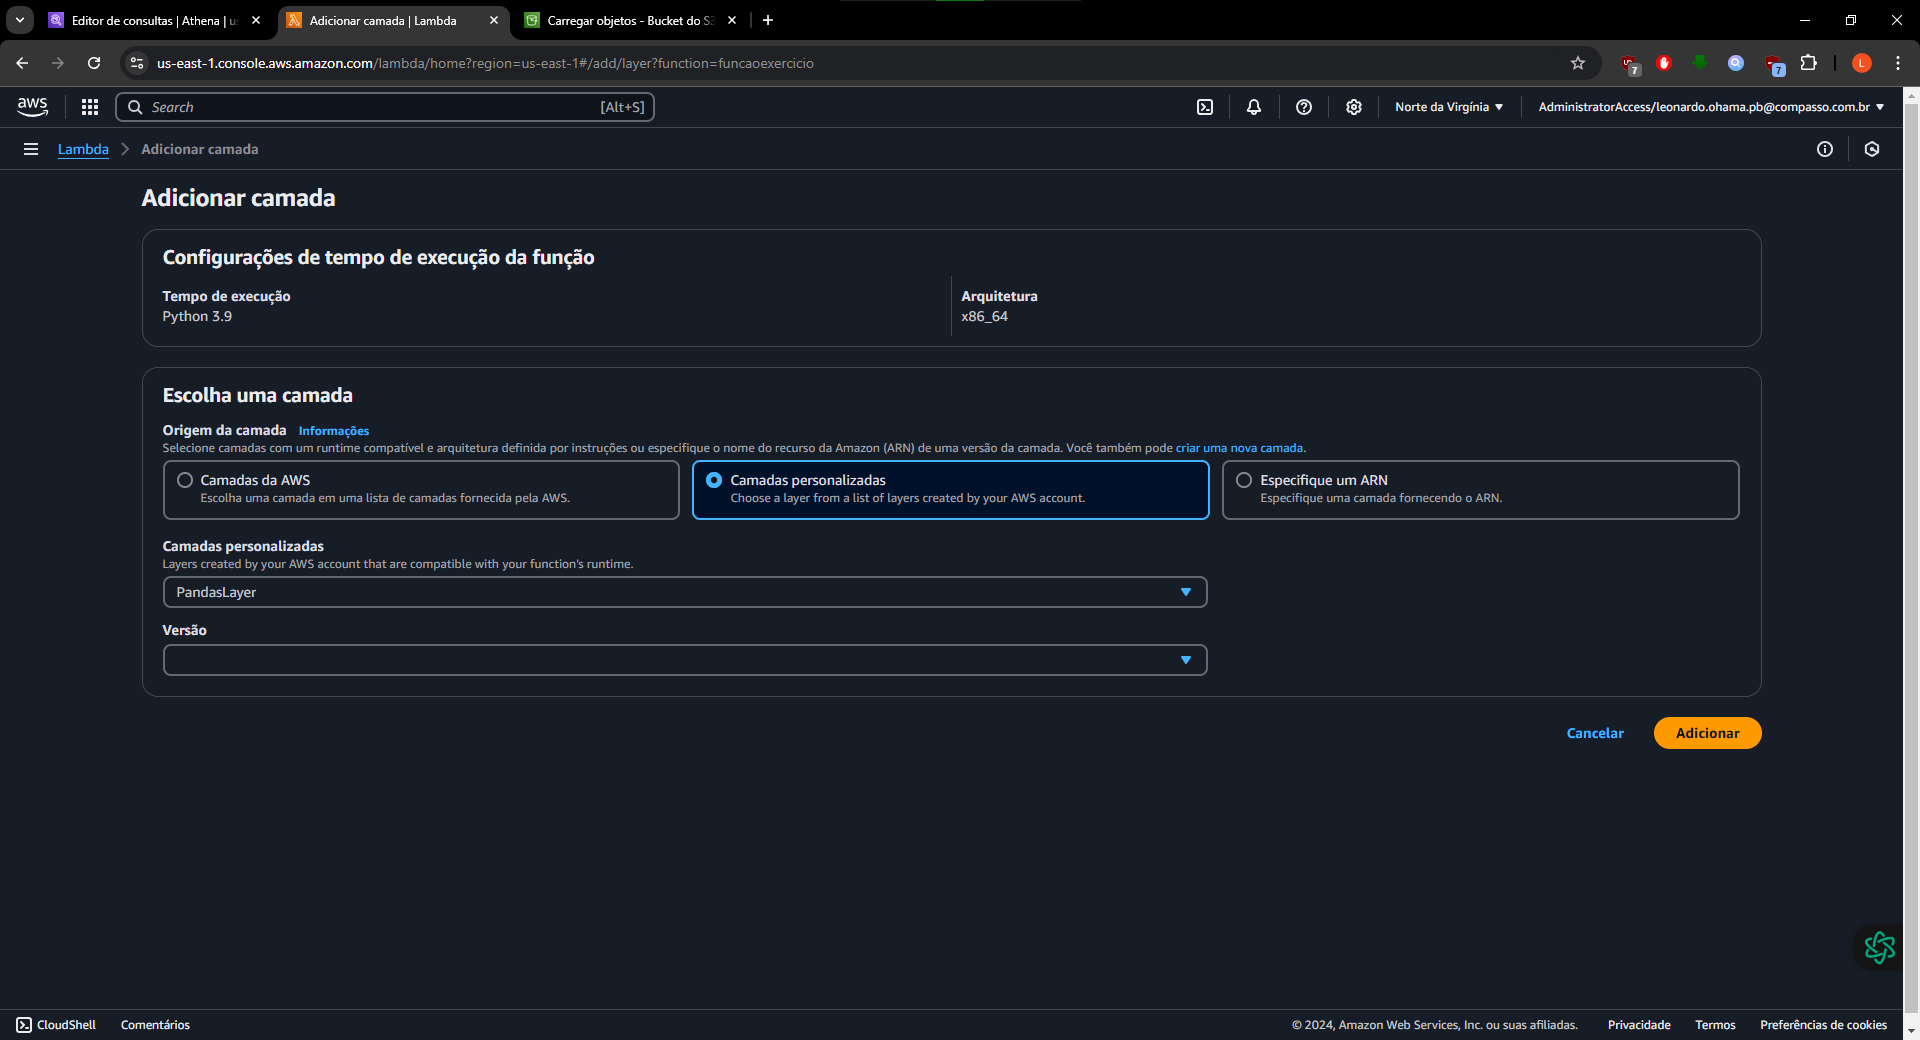 Editor de consultas | Athena | us
Adicionar camada | Lambda
Carregar objetos - Bucket do S3
us-east-1.console.aws.amazon.com/lambda/home?region=us-east-1#/add/layer?function=funcaoexercicio
7
7
L
aws
Search
[Alt+S]
Norte da Virgínia
AdministratorAccess/leonardo.ohama.pb@compasso.com.br
Lambda
Adicionar camada
Adicionar camada
Configurações de tempo de execução da função
Tempo de execução
Python 3.9
Arquitetura
x86_64
Escolha uma camada
Origem da camada Informações
Selecione camadas com um runtime compatível e arquitetura definida por instruções ou especifique o nome do recurso da Amazon (ARN) de uma versão da camada. Você também pode criar uma nova camada.
Camadas da AWS
Escolha uma camada em uma lista de camadas fornecida pela AWS.
Camadas personalizadas
Choose a layer from a list of layers created by your AWS account.
Especifique um ARN
Especifique uma camada fornecendo o ARN.
Camadas personalizadas
Layers created by your AWS account that are compatible with your function's runtime.
PandasLayer
Versão
Cancelar
Adicionar
CloudShell
Comentários
© 2024, Amazon Web Services, Inc. ou suas afiliadas.
Privacidade
Termos
Preferências de cookies